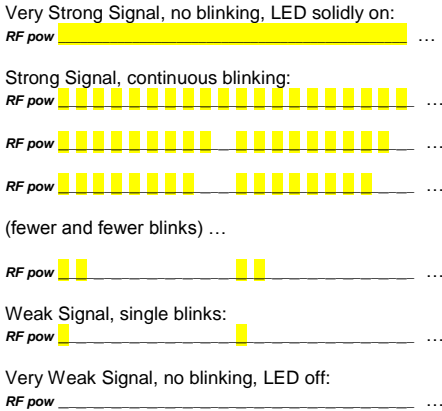 Very Strong Signal, no blinking, LED solidly on:
RF pow ______________________________________ …
Strong Signal, continuous blinking:
RF pow _ _ _ _ _ _ _ _ _ _ _ _ _ _ _ _ _ _ _ _ …
RF pow _ _ _ _ _ _ _ _ _ _ _ _ _ _ _ _ _ _ _ _ …
RF pow _ _ _ _ _ _ _ _ _ _ _ _ _ _ _ _ _ _ _ _ …
(fewer and fewer blinks) …
RF pow _ _ _ _ _ _ _ _ _ _ _ _ _ _ _ _ _ _ _ _ …
Weak Signal, single blinks:
RF pow _ _ _ _ _ _ _ _ _ _ _ _ _ _ _ _ _ _ _ _ …
Very Weak Signal, no blinking, LED off:
RF pow _ _ _ _ _ _ _ _ _ _ _ _ _ _ _ _ _ _ _ _ …